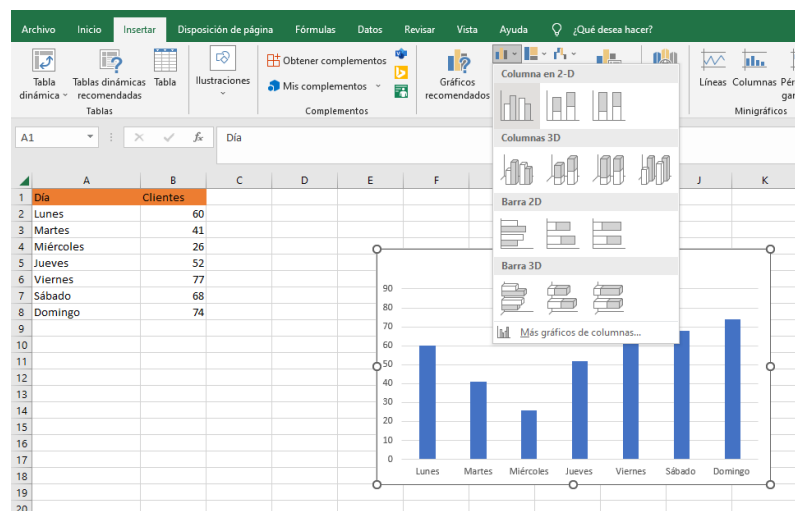 Archivo Inicio Insertar Disposición de página Fórmulas Datos Revisar Vista Ayuda ¿Qué desea hacer?
Tabla dinámica
Tablas dinámicas recomendadas
Tabla
Tablas
Ilustraciones
Obtener complementos
Mis complementos
Complementos
Gráficos recomendados
Líneas Columnas Pér
gar
Minigráficos
Columna en 2-D
Columnas 3D
Barra 2D
Barra 3D
Más gráficos de columnas...
A1 fx Día
A B C D E F J K
1 Día Clientes
2 Lunes 60
3 Martes 41
4 Miércoles 26
5 Jueves 52
6 Viernes 77
7 Sábado 68
8 Domingo 74
9
10
11
12
13
14
15
16
17
18
19
20
90
80
70
60
50
40
30
20
10
0
Lunes Martes Miércoles Jueves Viernes Sábado Domingo